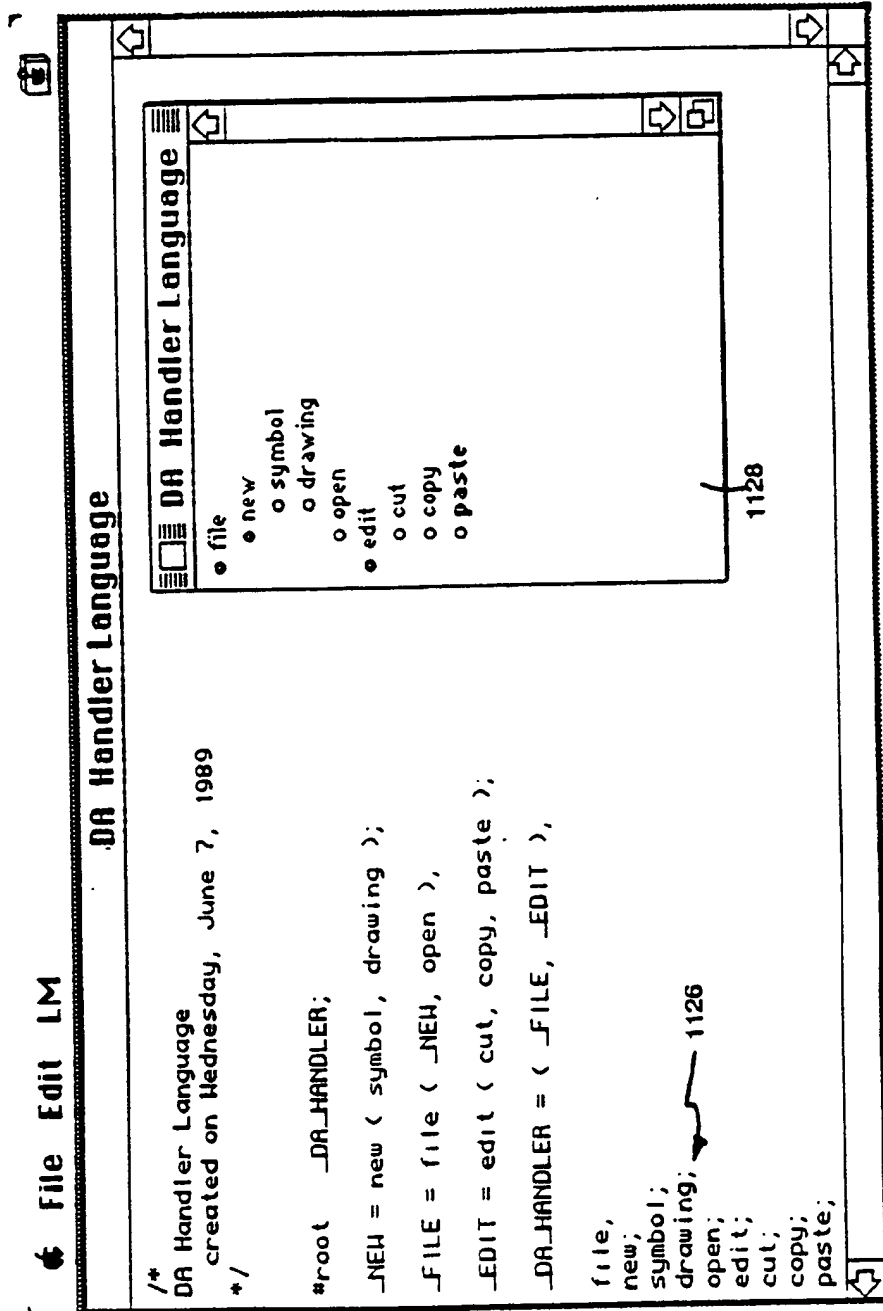 File Edit LM
DA Handler Language
/*
DA Handler Language
created on Wednesday, June 7, 1989
*/
#root _DA_HANDLER;
_NEW = new ( symbol, drawing );
_FILE = file ( _NEW, open ),
_EDIT = edit ( cut, copy, paste );
_DA_HANDLER = ( _FILE, _EDIT ),
file,
new;
symbol;
drawing;
open;
edit;
cut;
copy;
paste;
1126
DA Handler Language
file
new
symbol
drawing
open
edit
cut
copy
paste
1128